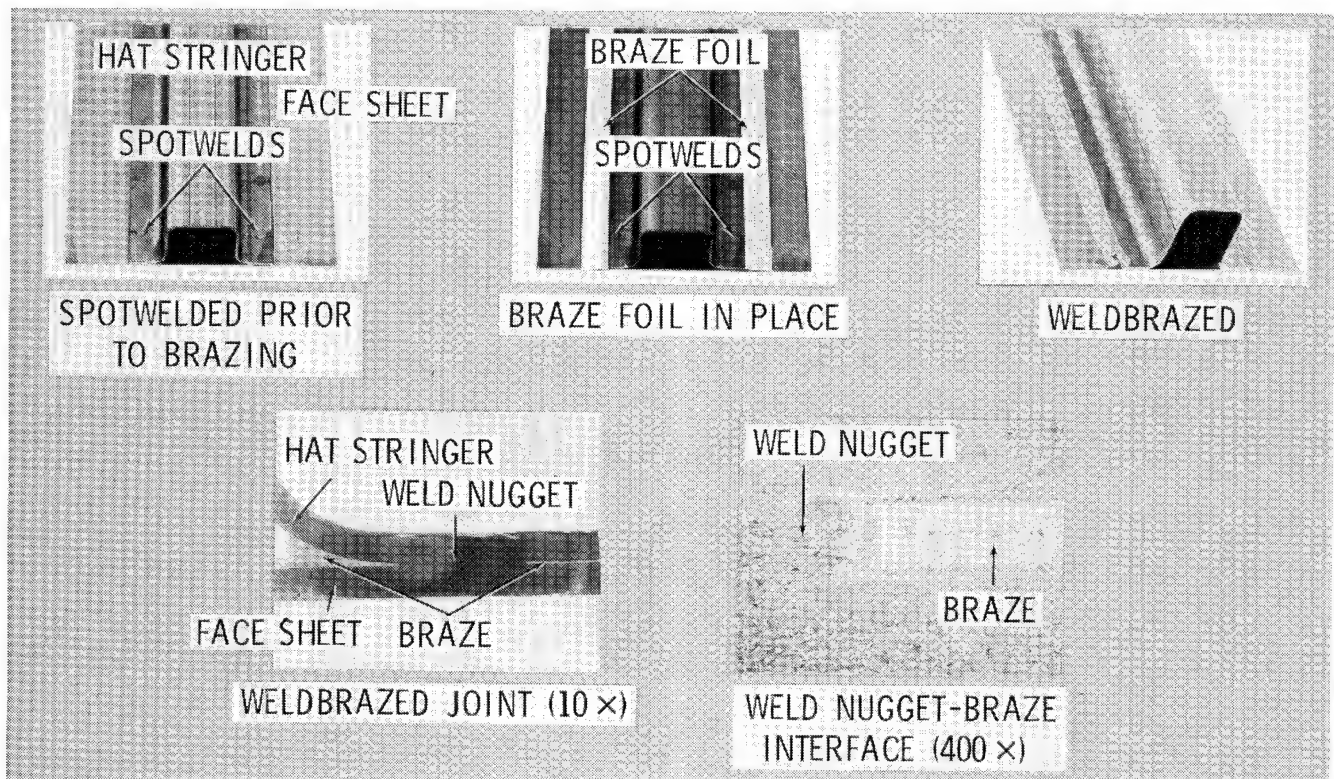 HAT STRINGER
FACE SHEET
SPOTWELDS
SPOTWELDED PRIOR
TO BRAZING
BRAZE FOIL
SPOTWELDS
BRAZE FOIL IN PLACE
WELDBRAZED
HAT STRINGER
WELD NUGGET
FACE SHEET
BRAZE
WELDBRAZED JOINT (10 ×)
WELD NUGGET
BRAZE
WELD NUGGET-BRAZE
INTERFACE (400 ×)